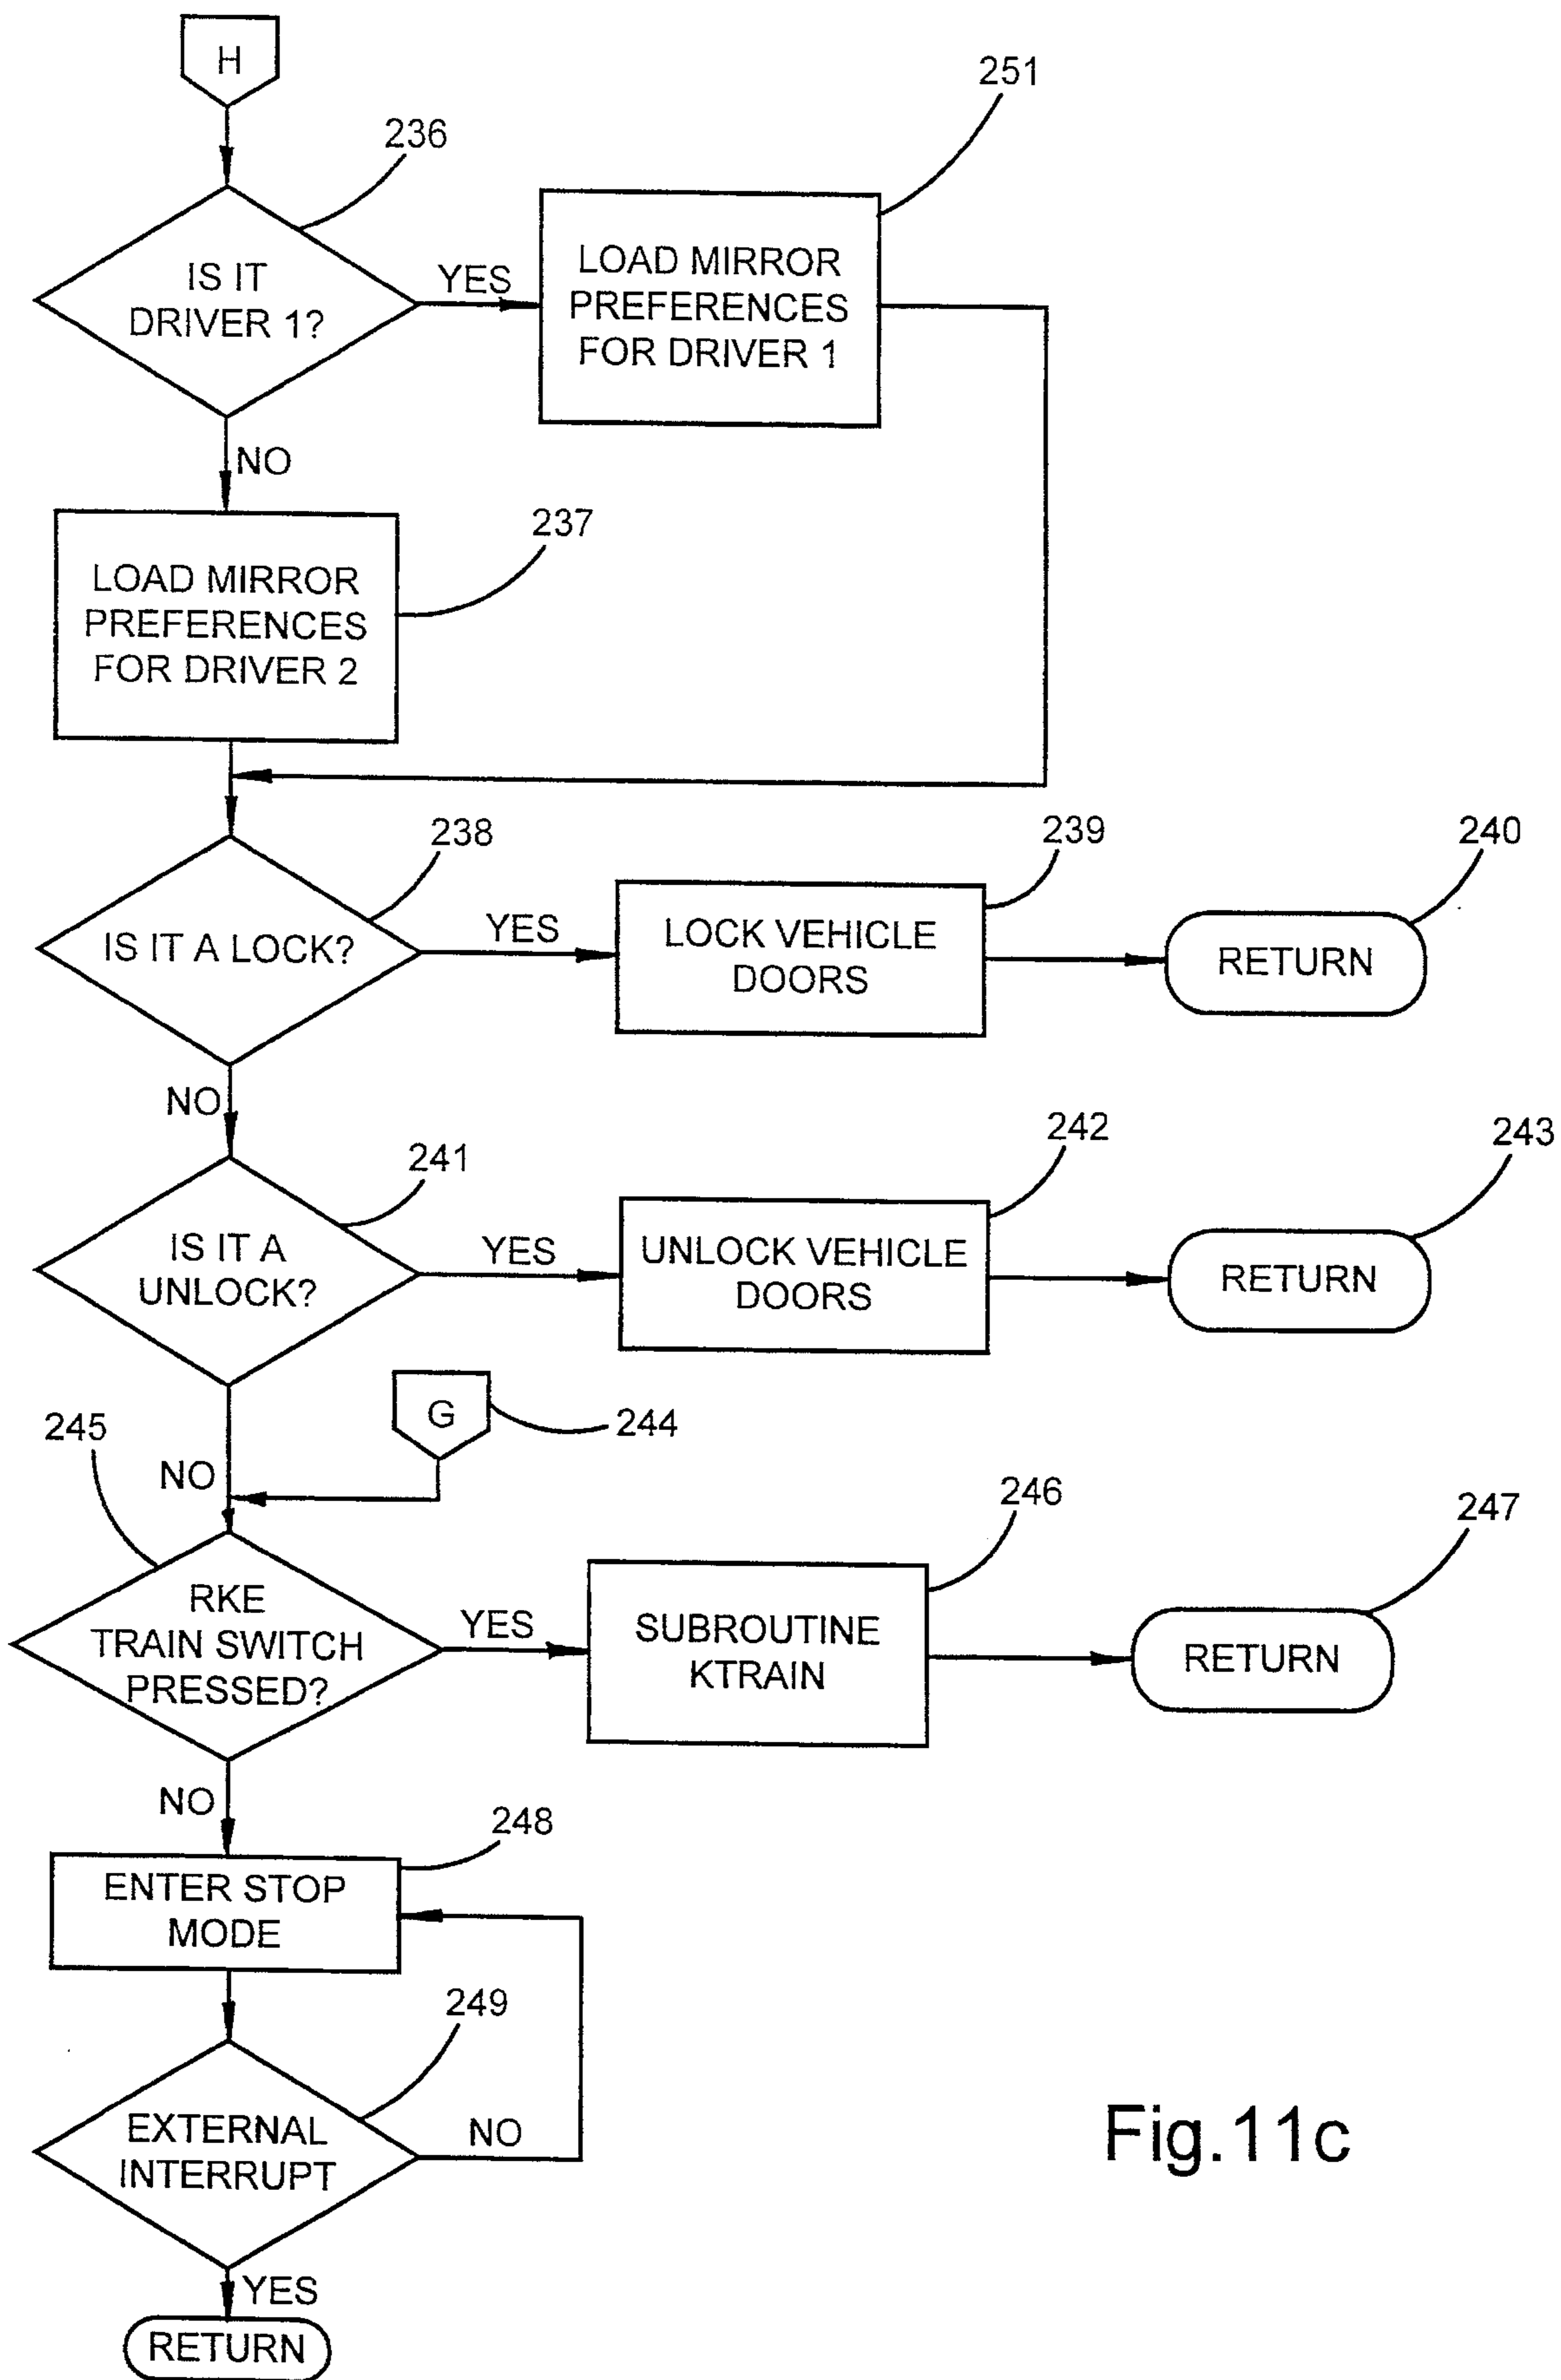 H
236
251
IS IT
DRIVER 1?
YES
LOAD MIRROR
PREFERENCES
FOR DRIVER 1
NO
237
LOAD MIRROR
PREFERENCES
FOR DRIVER 2
238
239
240
IS IT A LOCK?
YES
LOCK VEHICLE
DOORS
RETURN
NO
241
242
243
IS IT A
UNLOCK?
YES
UNLOCK VEHICLE
DOORS
RETURN
G
244
245
NO
246
247
RKE
TRAIN SWITCH
PRESSED?
YES
SUBROUTINE
KTRAIN
RETURN
NO
248
ENTER STOP
MODE
249
EXTERNAL
INTERRUPT
NO
YES
RETURN
Fig.11c